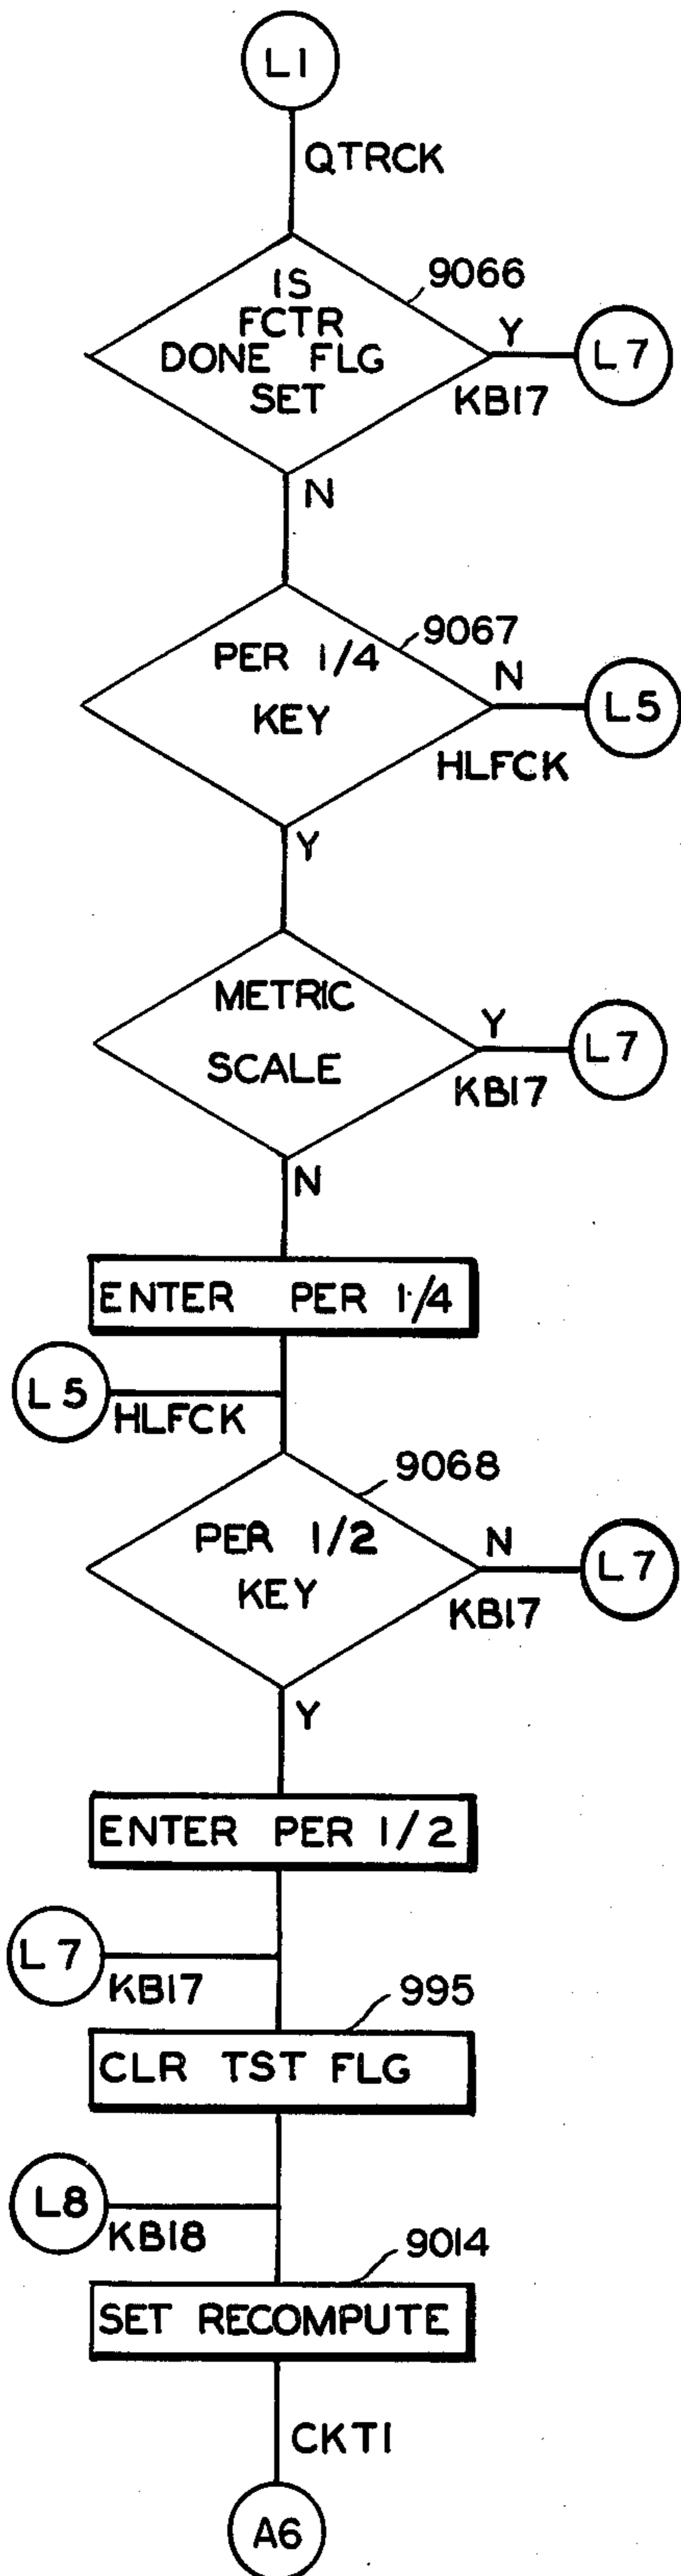 L1
QTRCK
IS
FCTR
DONE FLG
SET
9066
Y
L7
KB17
N
PER 1/4
KEY
9067
N
L5
HLFCK
Y
METRIC
SCALE
Y
L7
KB17
N
ENTER PER 1/4
L5
HLFCK
9068
PER 1/2
KEY
N
L7
KB17
Y
ENTER PER 1/2
L7
KB17
995
CLR TST FLG
L8
KB18
9014
SET RECOMPUTE
CKT1
A6